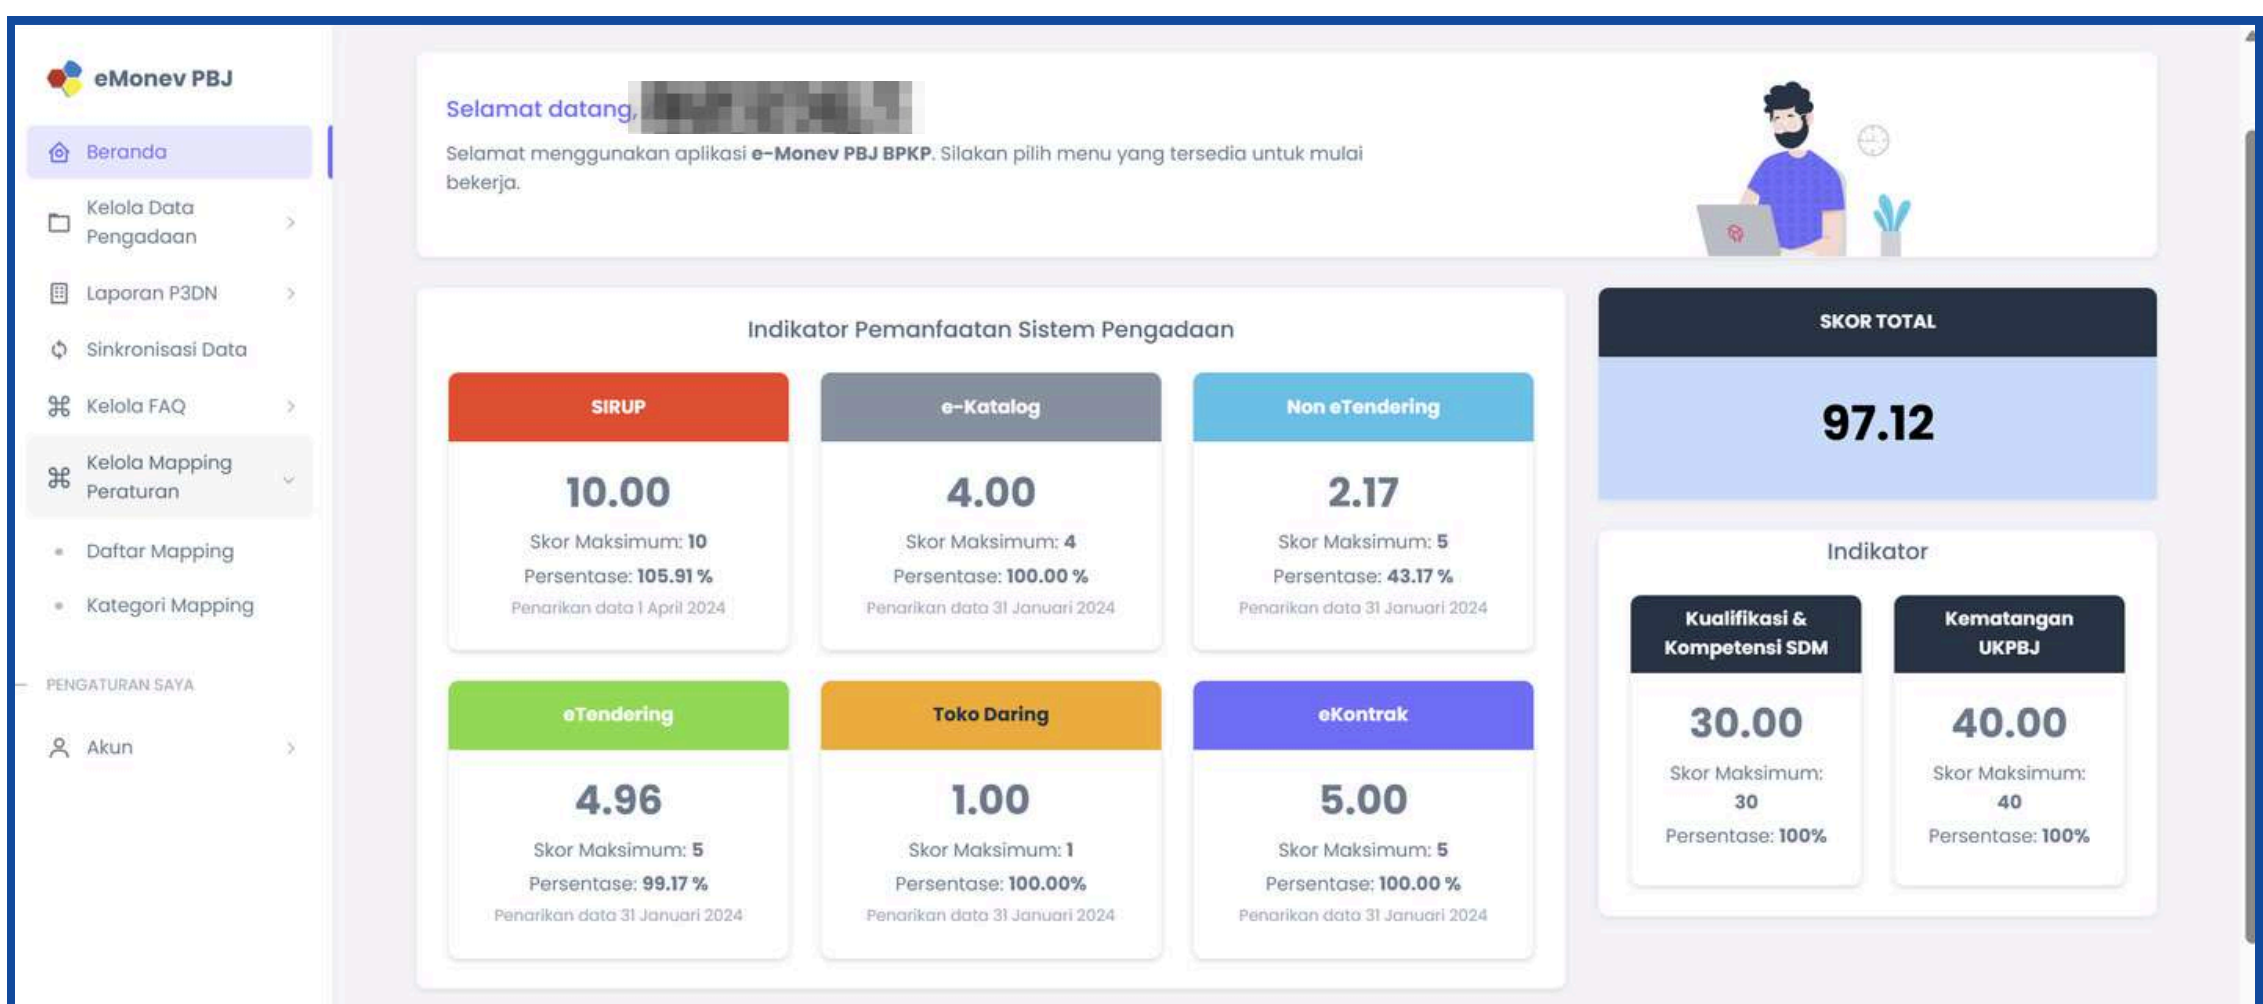 eMonev PBJ
Beranda
Kelola Data
Pengadaan
Laporan P3DN
Sinkronisasi Data
Kelola FAQ
Kelola Mapping
Peraturan
Daftar Mapping
Kategori Mapping
PENGATURAN SAYA
Akun
Selamat datang,
Selamat menggunakan aplikasi e-Monev PBJ BPKP. Silakan pilih menu yang tersedia untuk mulai
bekerja.
Indikator Pemanfaatan Sistem Pengadaan
SIRUP
10.00
Skor Maksimum: 10
Persentase: 105.91 %
Penarikan data 1 April 2024
e-Katalog
4.00
Skor Maksimum: 4
Persentase: 100.00 %
Penarikan data 31 Januari 2024
Non eTendering
2.17
Skor Maksimum: 5
Persentase: 43.17 %
Penarikan data 31 Januari 2024
eTendering
4.96
Skor Maksimum: 5
Persentase: 99.17 %
Penarikan data 31 Januari 2024
Toko Daring
1.00
Skor Maksimum: 1
Persentase: 100.00%
Penarikan data 31 Januari 2024
eKontrak
5.00
Skor Maksimum: 5
Persentase: 100.00 %
Penarikan data 31 Januari 2024
SKOR TOTAL
97.12
Indikator
Kualifikasi &
Kompetensi SDM
30.00
Skor Maksimum:
30
Persentase: 100%
Kematangan
UKPBJ
40.00
Skor Maksimum:
40
Persentase: 100%